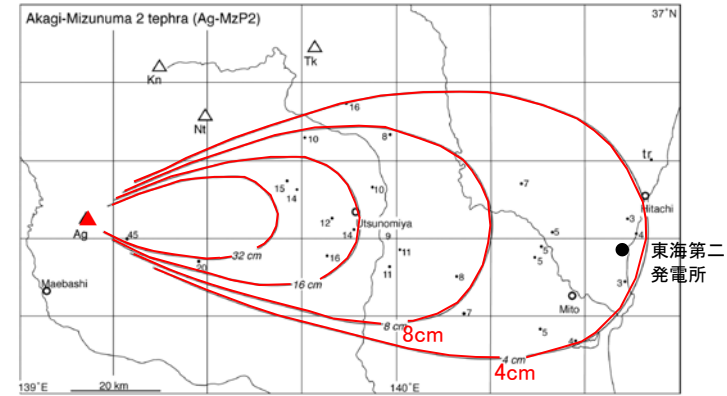 Akagi-Mizunuma 2 tephra (Ag-MzP2)
37°N
Tk
Kn
16
Nt
10
8
tr
15
14
10
7
Hitachi
12
Utsunomiya
3
Ag
45
14
9
5
4
東海第二
発電所
32 cm
16
11
11
5
5
20
8
3
Maebashi
16 cm
Mito
7
8 cm
8cm
5
4
4 cm
4cm
139°E
20 km
140°E